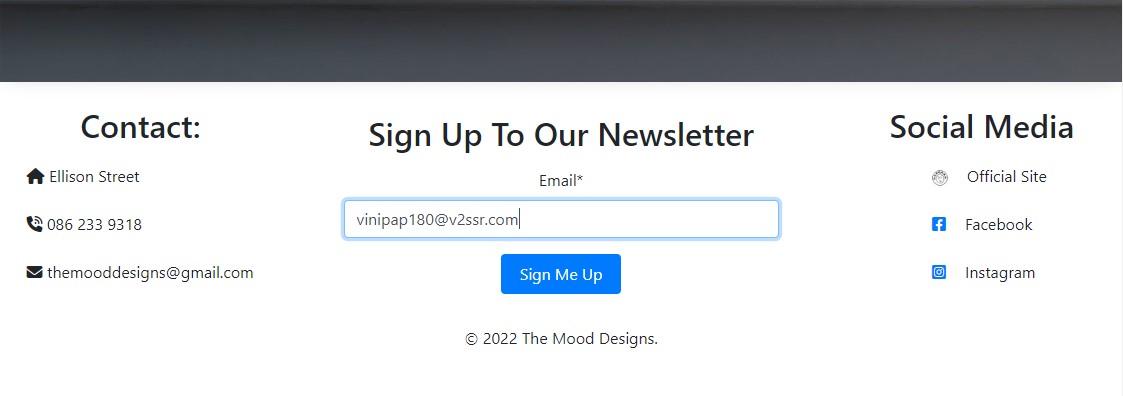 Contact:
Ellison Street
086 233 9318
themooddesigns@gmail.com
Sign Up To Our Newsletter
Email*
vinipap180@v2ssr.com
Sign Me Up
Social Media
Official Site
Facebook
Instagram
© 2022 The Mood Designs.